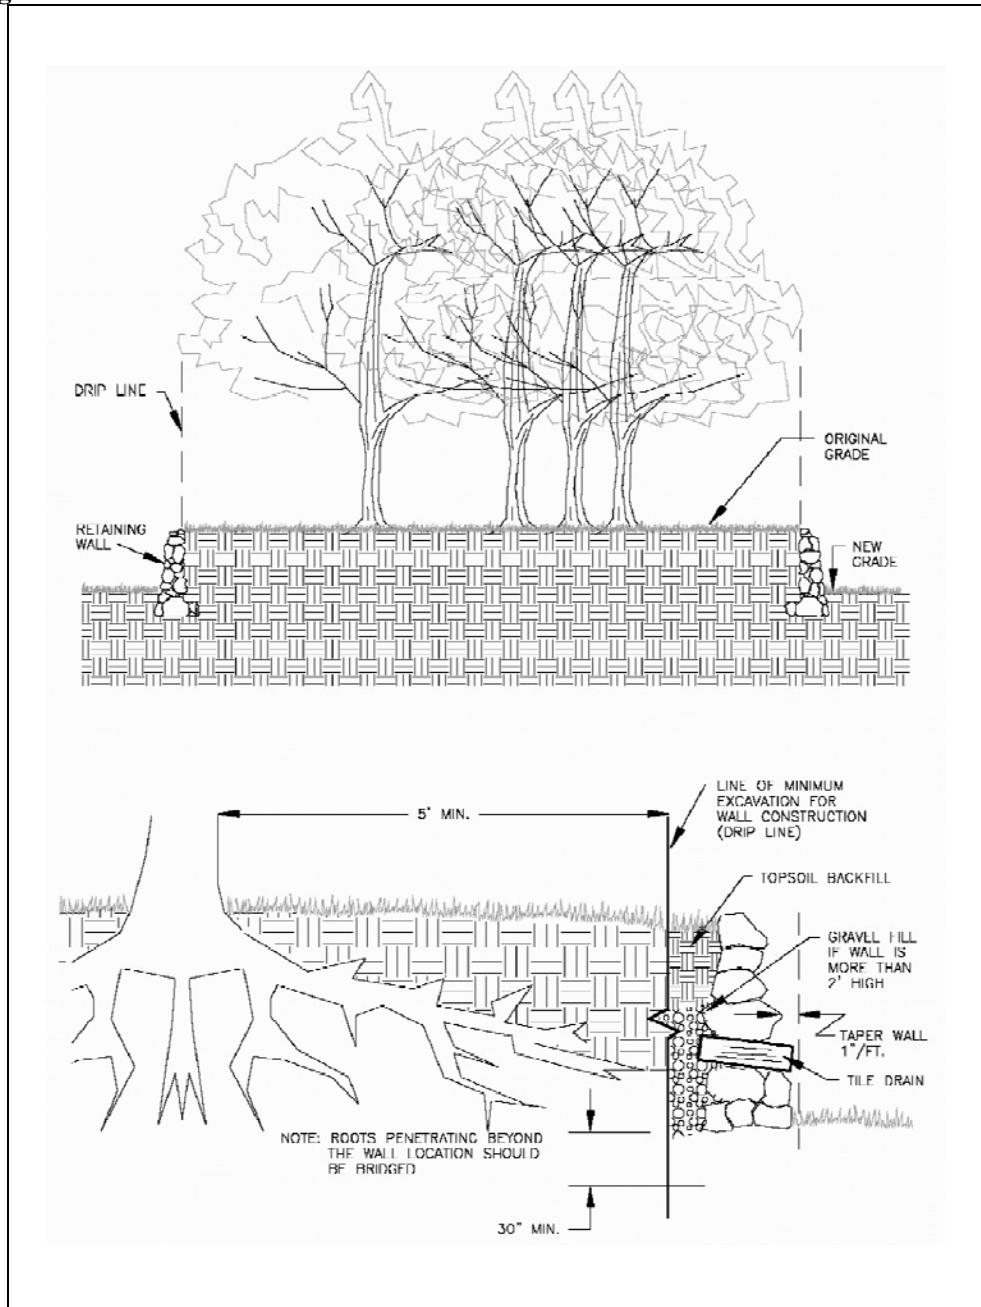 DRIP LINE
ORIGINAL
GRADE
RETAINING
WALL
NEW
GRADE
LINE OF MINIMUM
EXCAVATION FOR
WALL CONSTRUCTION
(DRIP LINE)
5' MIN.
TOPSOIL BACKFILL
GRAVEL FILL
IF WALL IS
MORE THAN
2' HIGH
TAPER WALL
1"/FT.
TILE DRAIN
NOTE: ROOTS PENETRATING BEYOND
THE WALL LOCATION SHOULD
BE BRIDGED
30" MIN.